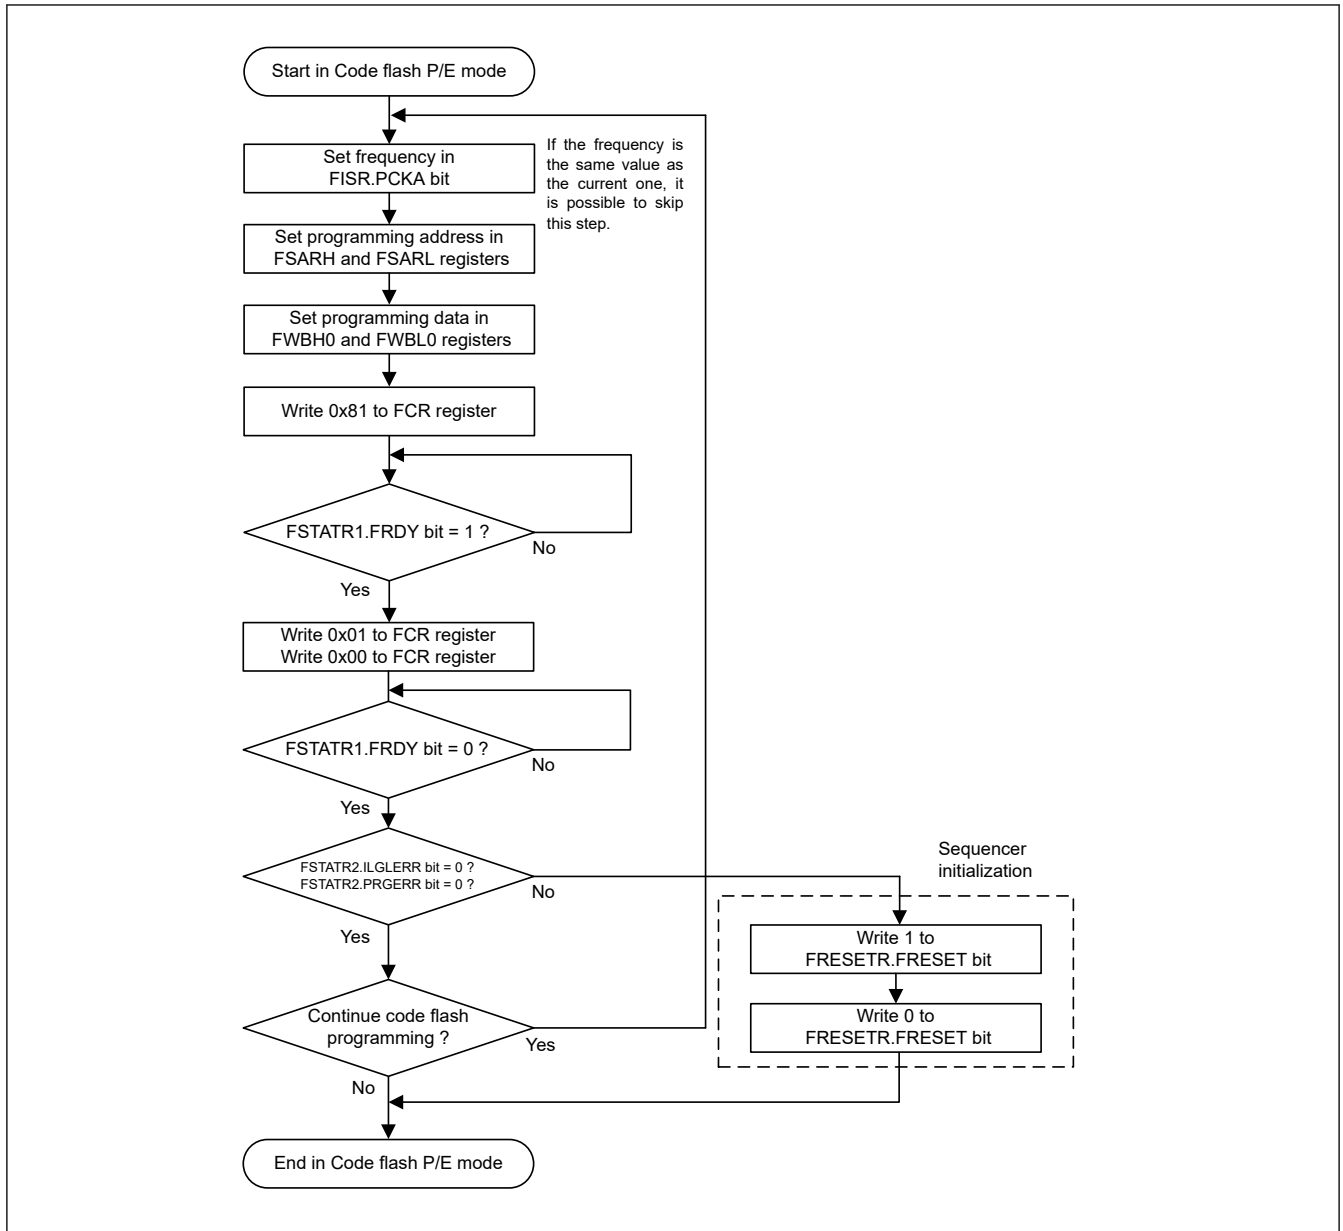 Start in Code flash P/E mode
If the frequency is
the same value as
the current one, it
is possible to skip
this step.
Set frequency in
FISR.PCKA bit
Set programming address in
FSARH and FSARL registers
Set programming data in
FWBH0 and FWBL0 registers
Write 0x81 to FCR register
FSTATR1.FRDY bit = 1 ?
No
Yes
Write 0x01 to FCR register
Write 0x00 to FCR register
FSTATR1.FRDY bit = 0 ?
No
Yes
FSTATR2.ILGLERR bit = 0 ?
FSTATR2.PRGERR bit = 0 ?
No
Yes
Sequencer
initialization
Write 1 to
FRESETR.FRESET bit
Write 0 to
FRESETR.FRESET bit
Continue code flash
programming ?
Yes
No
End in Code flash P/E mode